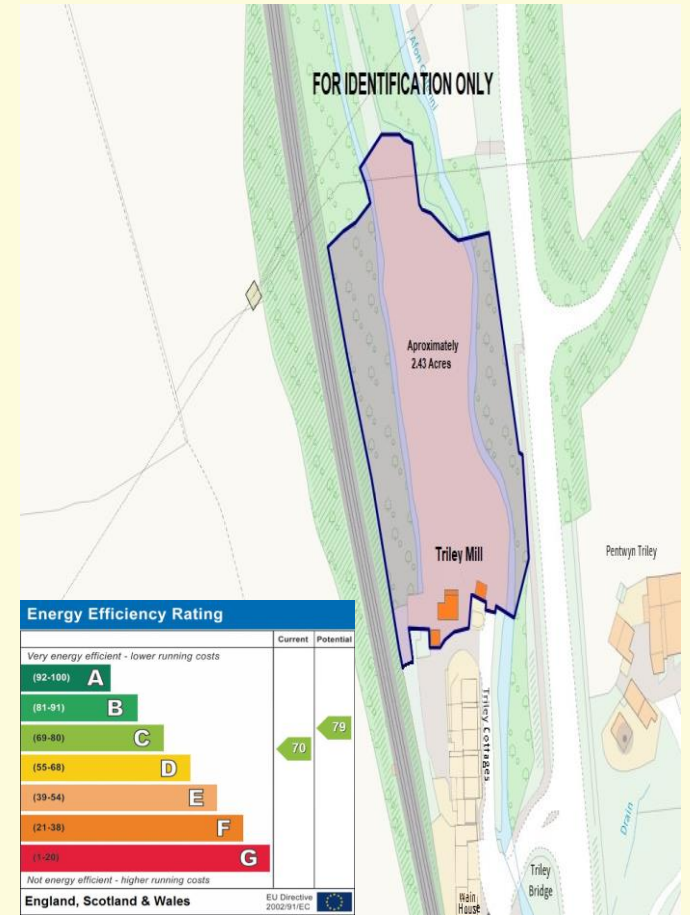 FOR IDENTIFICATION ONLY
Aproximately
2.43 Acres
Triley Mill
Pentwyn Triley
Triley Cottages
Drain
Triley
Bridge
Wain
House
Energy Efficiency Rating
Current Potential
Very energy efficient - lower running costs
(92-100) A
(81-91) B
(69-80) C
(55-68) D
(39-54) E
(21-38) F
(1-20) G
70
79
Not energy efficient - higher running costs
England, Scotland & Wales
EU Directive
2002/91/EC